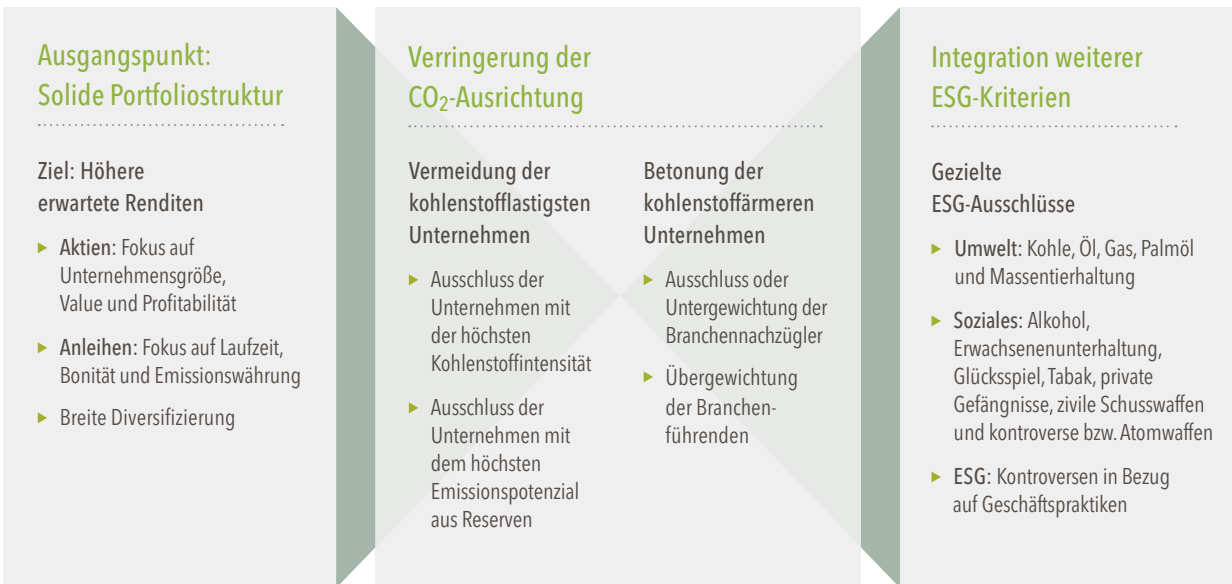 Ausgangspunkt:
Solide Portfoliostruktur
Ziel: Höhere
erwartete Renditen
► Aktien: Fokus auf
Unternehmensgröße,
Value und Profitabilität
► Anleihen: Fokus auf Laufzeit,
Bonität und Emissionswährung
► Breite Diversifizierung
Verringerung der
CO₂-Ausrichtung
Vermeidung der
kohlenstofflastigsten
Unternehmen
► Ausschluss der
Unternehmen mit
der höchsten
Kohlenstoffintensität
► Ausschluss der
Unternehmen mit
dem höchsten
Emissionspotenzial
aus Reserven
Betonung der
kohlenstoffärmeren
Unternehmen
► Ausschluss oder
Untergewichtung der
Branchennachzügler
► Übergewichtung
der Branchen-
führenden
Integration weiterer
ESG-Kriterien
Gezielte
ESG-Ausschlüsse
► Umwelt: Kohle, Öl, Gas, Palmöl
und Massentierhaltung
► Soziales: Alkohol,
Erwachsenenunterhaltung,
Glücksspiel, Tabak, private
Gefängnisse, zivile Schusswaffen
und kontroverse bzw. Atomwaffen
► ESG: Kontroversen in Bezug
auf Geschäftspraktiken